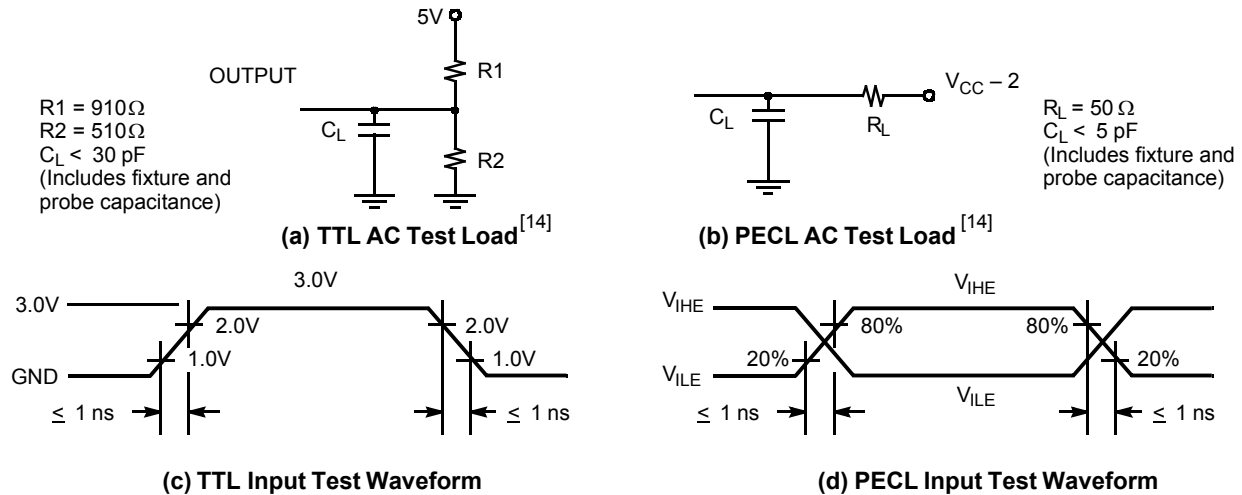 5V
R1
OUTPUT
R1 = 910Ω
R2 = 510Ω
C_L < 30 pF
(Includes fixture and
probe capacitance)
C_L
R2
(a) TTL AC Test Load[14]
V_CC – 2
C_L
R_L
R_L = 50 Ω
C_L < 5 pF
(Includes fixture and
probe capacitance)
(b) PECL AC Test Load[14]
3.0V
3.0V
2.0V
1.0V
2.0V
1.0V
GND
≤ 1 ns
≤ 1 ns
(c) TTL Input Test Waveform
V_IHE
V_IHE
80%
80%
20%
20%
V_ILE
V_ILE
≤ 1 ns
≤ 1 ns
(d) PECL Input Test Waveform